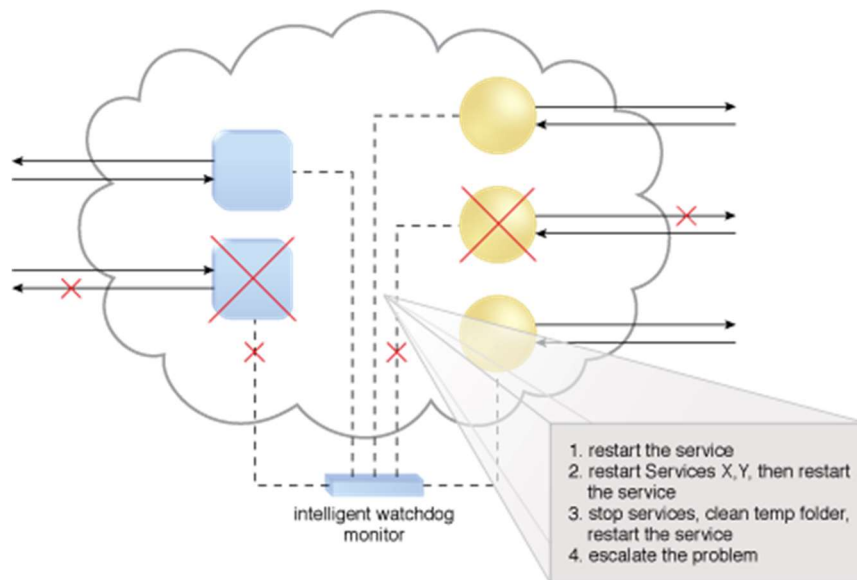 intelligent watchdog
monitor
1. restart the service
2. restart Services X,Y, then restart
the service
3. stop services, clean temp folder,
restart the service
4. escalate the problem